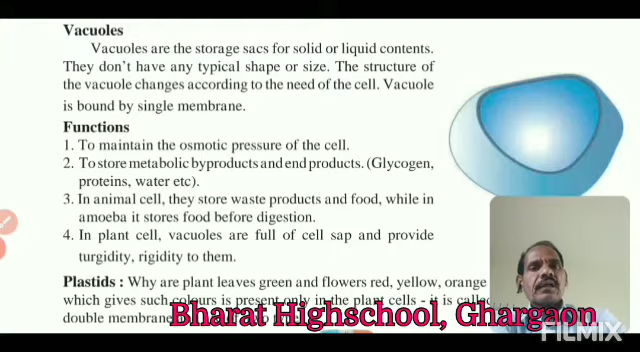 Vacuoles
Vacuoles are the storage sacs for solid or liquid contents.
They don't have any typical shape or size. The structure of
the vacuole changes according to the need of the cell. Vacuole
is bound by single membrane.
Functions
1. To maintain the osmotic pressure of the cell.
2. To store metabolic byproducts and end products. (Glycogen,
proteins, water etc).
3. In animal cell, they store waste products and food, while in
amoeba it stores food before digestion.
4. In plant cell, vacuoles are full of cell sap and provide
turgidity, rigidity to them.
Plastids : Why are plant leaves green and flowers red, yellow, orange
which gives such colours is present only in the plant cells - it is
double membrane
Bharat Highschool, Ghargaon
FILMIX